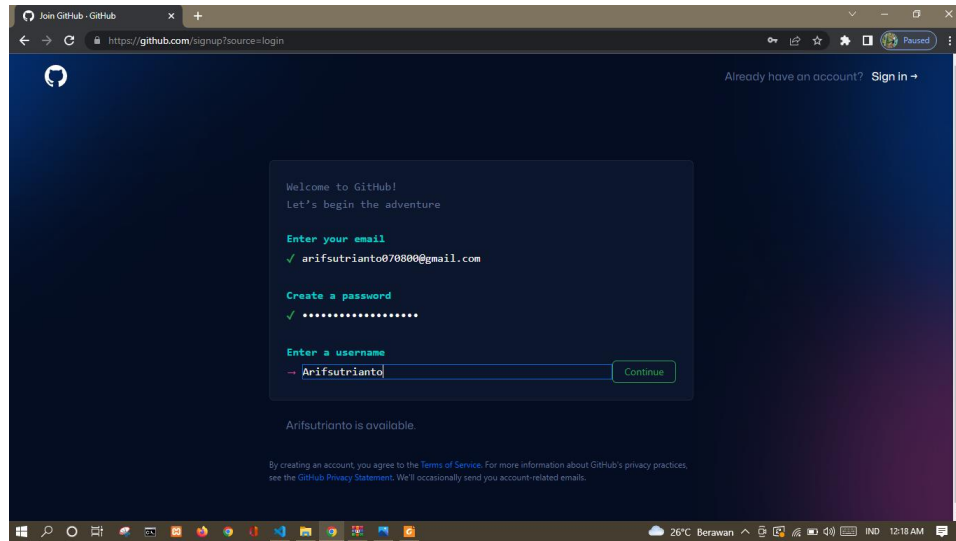 Join GitHub · GitHub
https://github.com/signup?source=login
Paused
Already have an account? Sign in →
Welcome to GitHub!
Let's begin the adventure
Enter your email
✓ arifsutrianto070800@gmail.com
Create a password
✓ •••••••••••••••••••
Enter a username
→ Arifsutrianto
Continue
Arifsutrianto is available.
By creating an account, you agree to the Terms of Service. For more information about GitHub's privacy practices,
see the GitHub Privacy Statement. We'll occasionally send you account-related emails.
26°C Berawan IND 12:18 AM